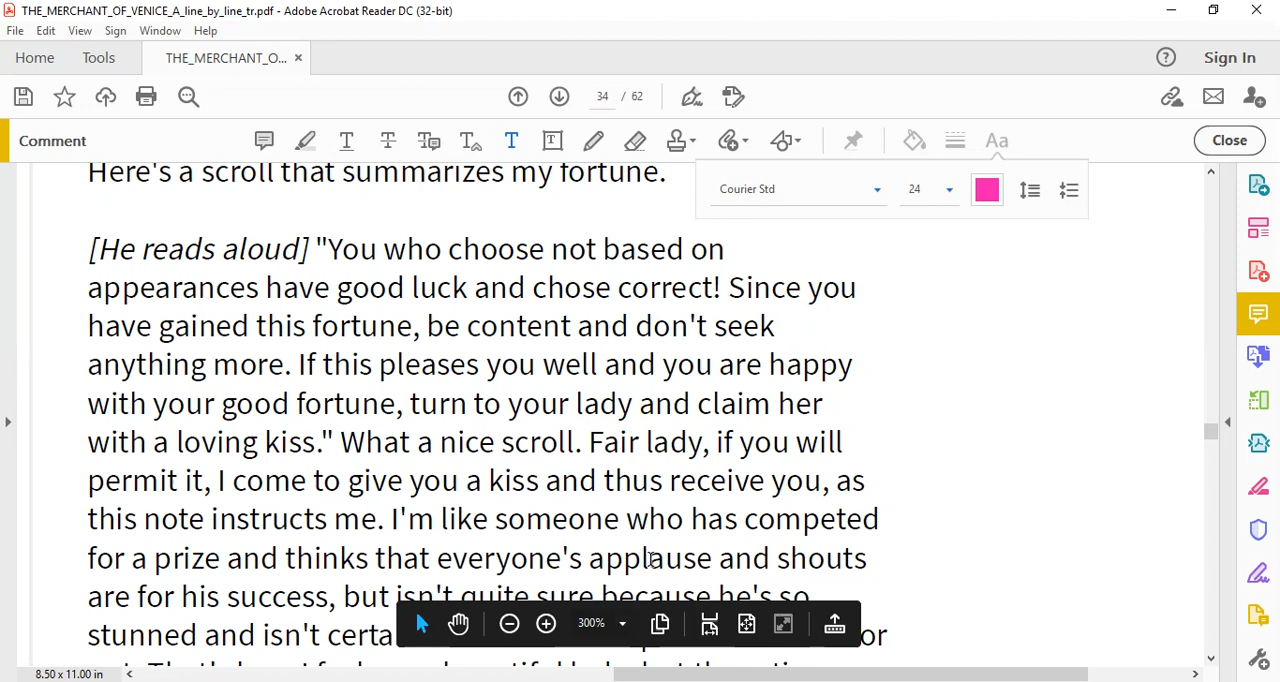 THE_MERCHANT_OF_VENICE_A_line_by_line_tr.pdf - Adobe Acrobat Reader DC (32-bit)
File Edit View Sign Window Help
Home Tools THE_MERCHANT_O... × Sign In
34 / 62
Comment Close
Here's a scroll that summarizes my fortune.
Courier Std 24
[He reads aloud] "You who choose not based on
appearances have good luck and chose correct! Since you
have gained this fortune, be content and don't seek
anything more. If this pleases you well and you are happy
with your good fortune, turn to your lady and claim her
with a loving kiss." What a nice scroll. Fair lady, if you will
permit it, I come to give you a kiss and thus receive you, as
this note instructs me. I'm like someone who has competed
for a prize and thinks that everyone's applause and shouts
are for his success, but isn't quite sure because he's so
300%
stunned and isn't certa
8.50 x 11.00 in